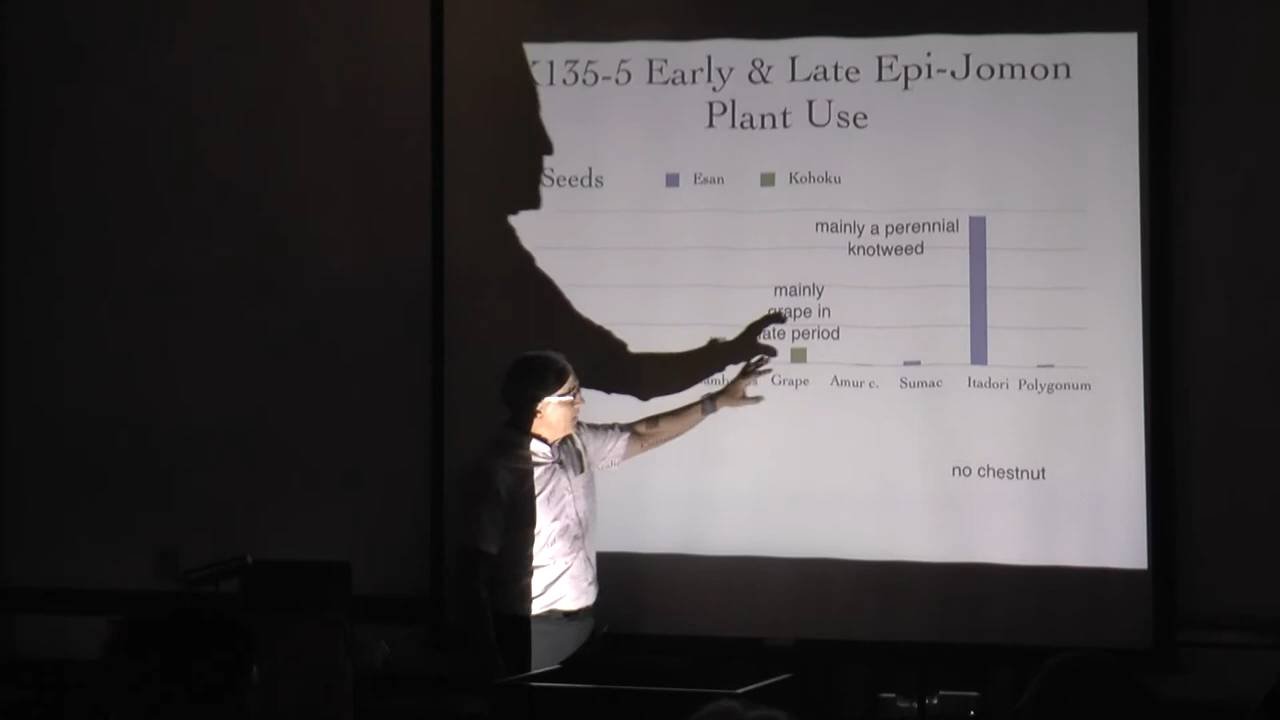 K135-5 Early & Late Epi-Jomon
Plant Use
Seeds
Esan
Kohoku
mainly a perennial
knotweed
mainly
grape in
late period
Grape
Amur c.
Sumac
Itadori
Polygonum
no chestnut